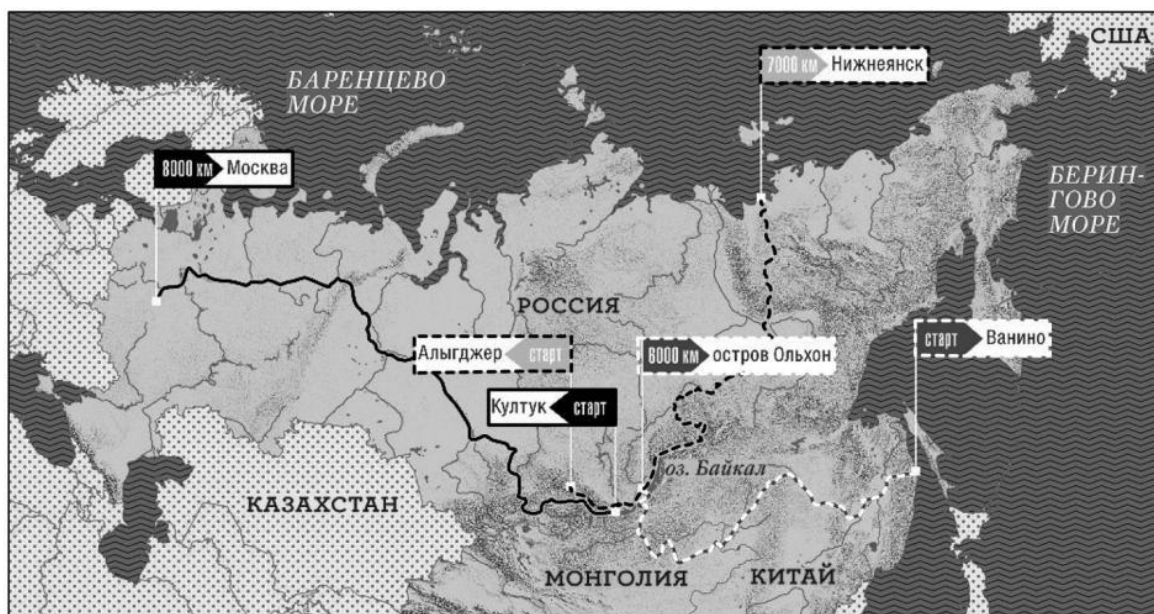 США
7000 КМ Нижнеянск
БАРЕНЦЕВО
МОРЕ
8000 КМ Москва
БЕРИН-
ГОВО
МОРЕ
РОССИЯ
Алыгджер старт
6000 КМ остров Ольхон
старт Ванино
Култук старт
оз. Байкал
КАЗАХСТАН
МОНГОЛИЯ
КИТАЙ